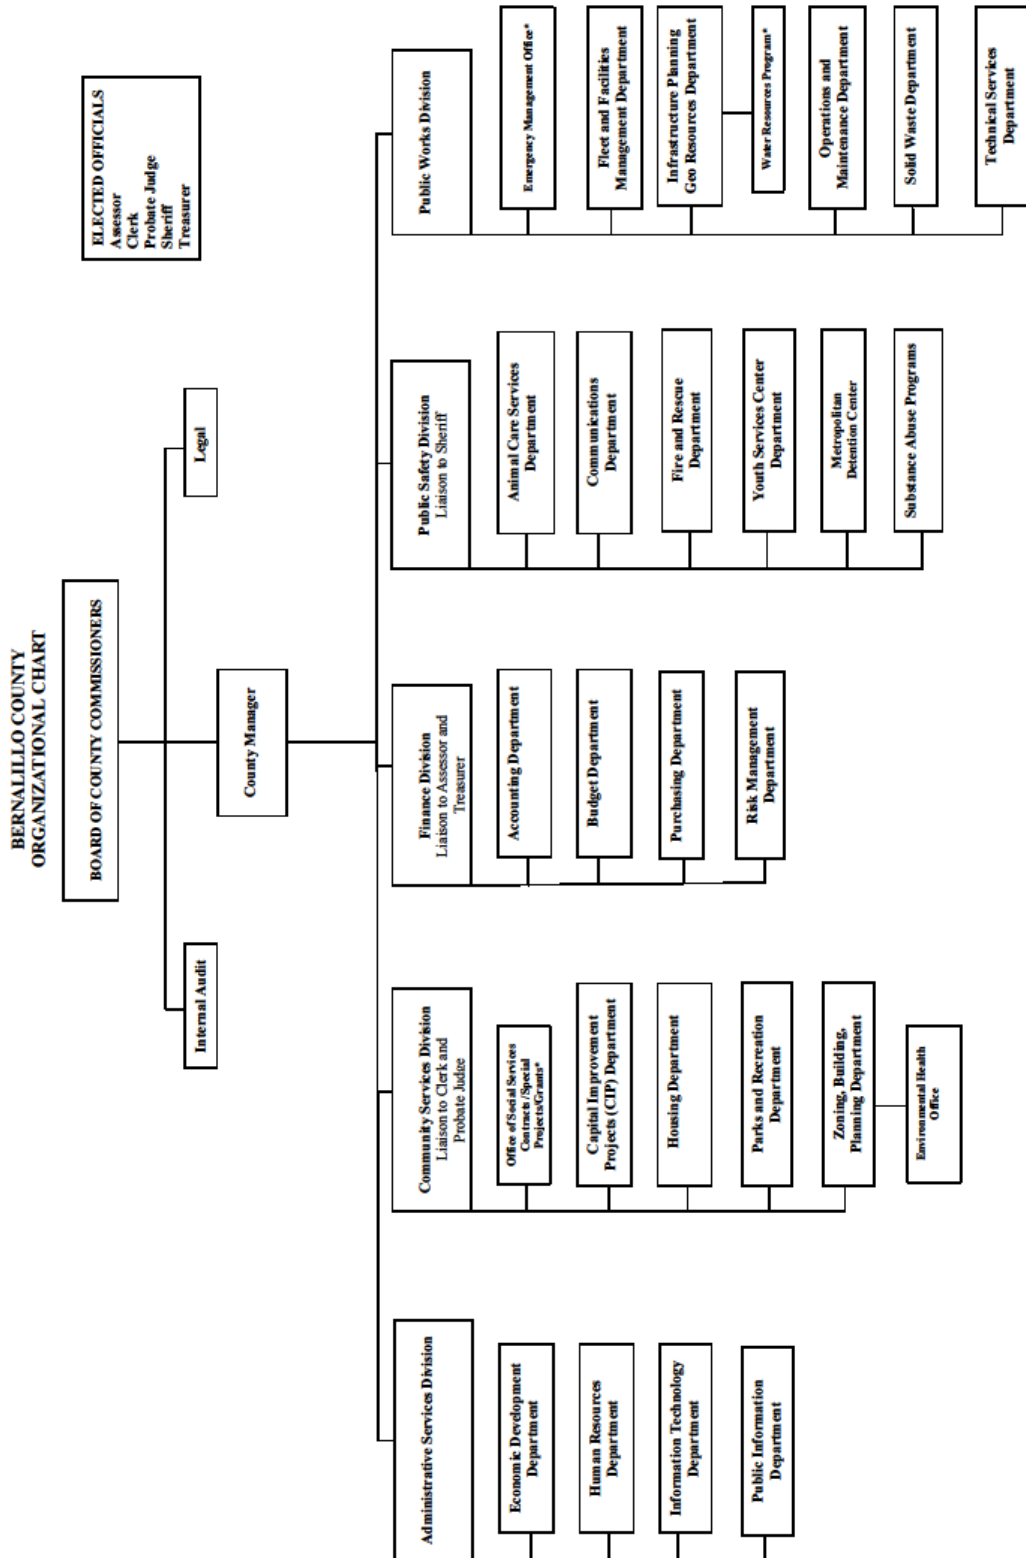 BERNALILLO COUNTY
ORGANIZATIONAL CHART
BOARD OF COUNTY COMMISSIONERS
ELECTED OFFICIALS
Assessor
Clerk
Probate Judge
Sheriff
Treasurer
Internal Audit
Legal
County Manager
Administrative Services Division
Economic Development
Department
Human Resources
Department
Information Technology
Department
Public Information
Department
Community Services Division
Liaison to Clerk and
Probate Judge
Office of Social Services
Contracts /Special
Projects/Grants*
Capital Improvement
Projects (CIP) Department
Housing Department
Parks and Recreation
Department
Zoning, Building,
Planning Department
Environmental Health
Office
Finance Division
Liaison to Assessor and
Treasurer
Accounting Department
Budget Department
Purchasing Department
Risk Management
Department
Public Safety Division
Liaison to Sheriff
Animal Care Services
Department
Communications
Department
Fire and Rescue
Department
Youth Services Center
Department
Metropolitan
Detention Center
Substance Abuse Programs
Public Works Division
Emergency Management Office*
Fleet and Facilities
Management Department
Infrastructure Planning
Geo Resources Department
Water Resources Program*
Operations and
Maintenance Department
Solid Waste Department
Technical Services
Department